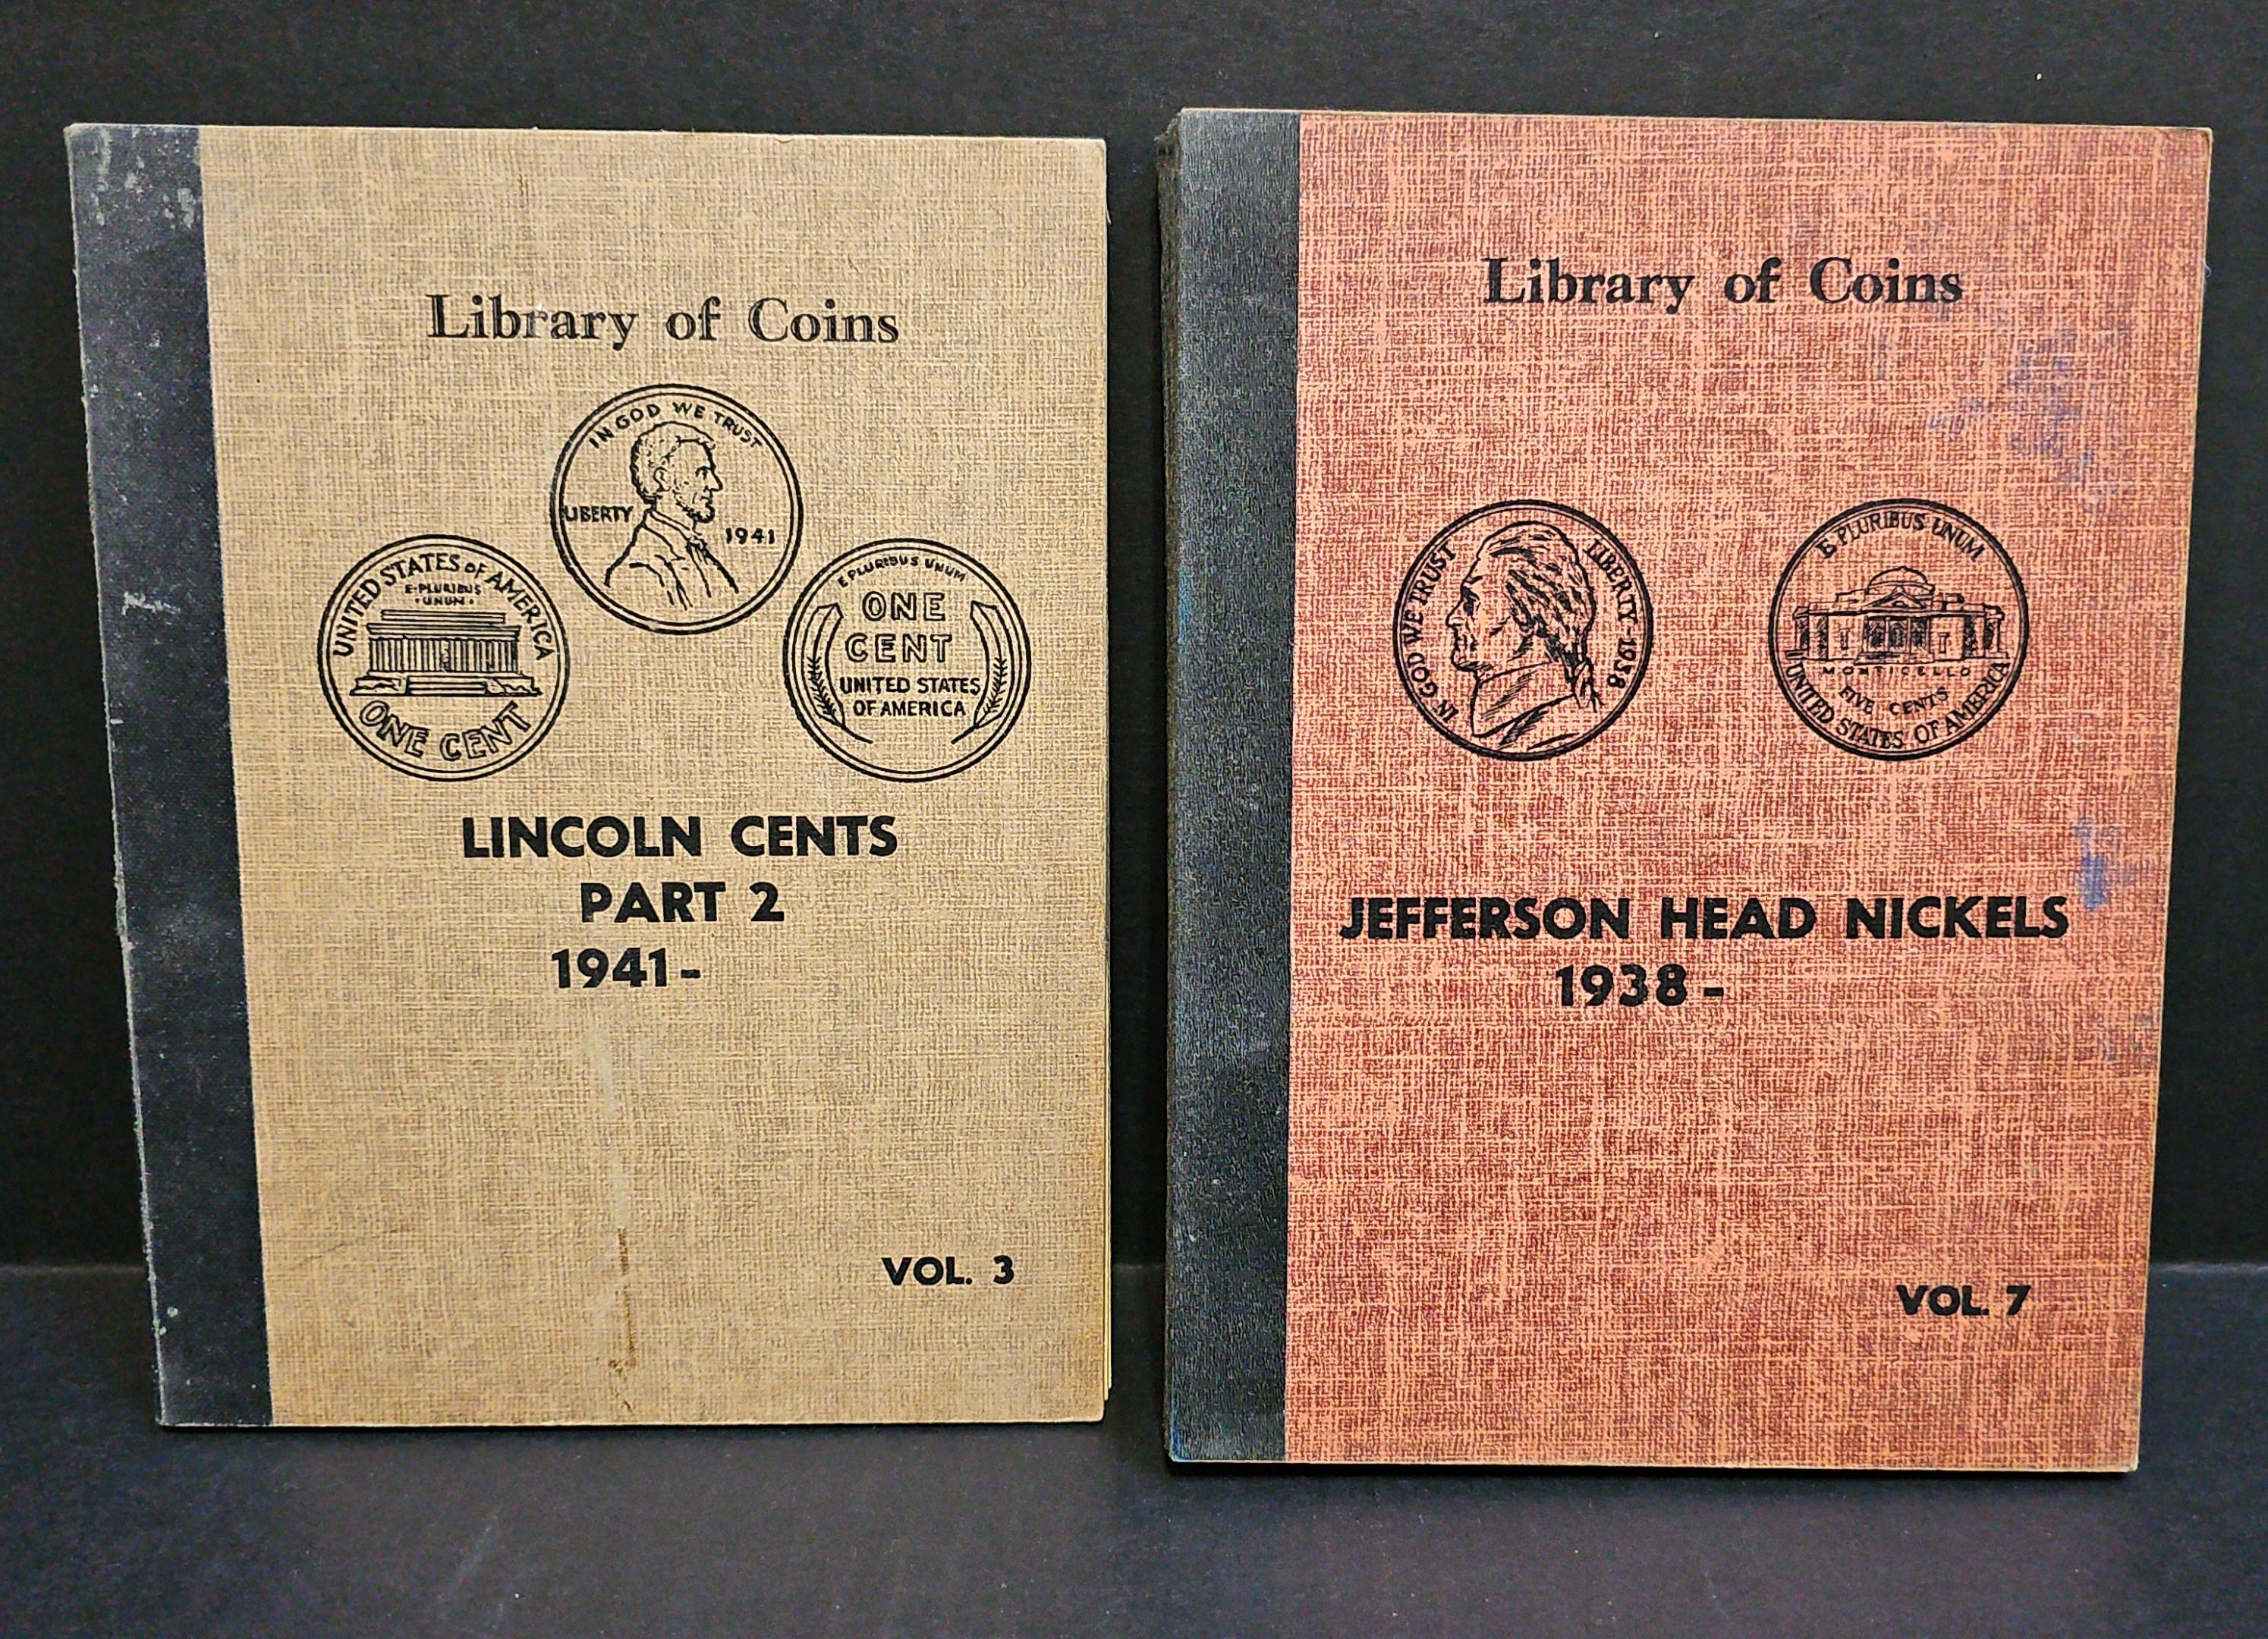 Library of Coins
IN GOD WE TRUST
LIBERTY
1941
UNITED STATES OF AMERICA
E·PLURIBUS
·UNUM·
ONE CENT
E PLURIBUS UNUM
ONE
CENT
UNITED STATES
OF AMERICA
LINCOLN CENTS
PART 2
1941-
VOL. 3
Library of Coins
IN GOD WE TRUST
LIBERTY·1938
E PLURIBUS UNUM
MONTICELLO
FIVE CENTS
UNITED STATES OF AMERICA
JEFFERSON HEAD NICKELS
1938-
VOL. 7